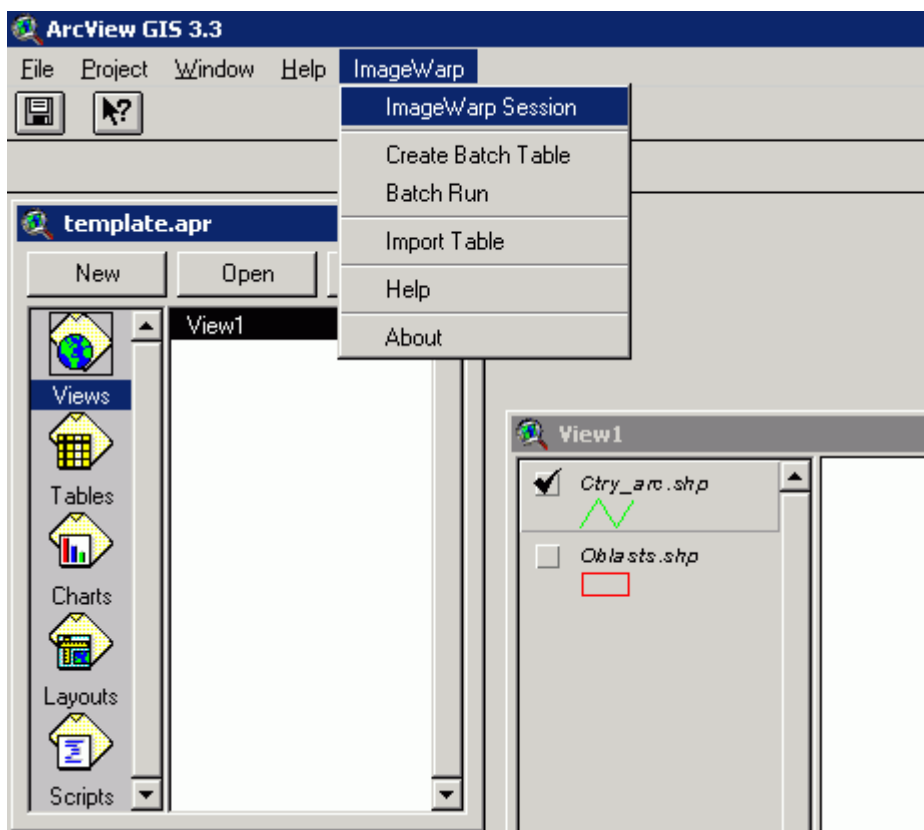 ArcView GIS 3.3
File Project Window Help ImageWarp
ImageWarp Session
Create Batch Table
Batch Run
Import Table
Help
About
template.apr
New Open
View1
Views
Tables
Charts
Layouts
Scripts
View1
Ctry_arc.shp
Oblasts.shp